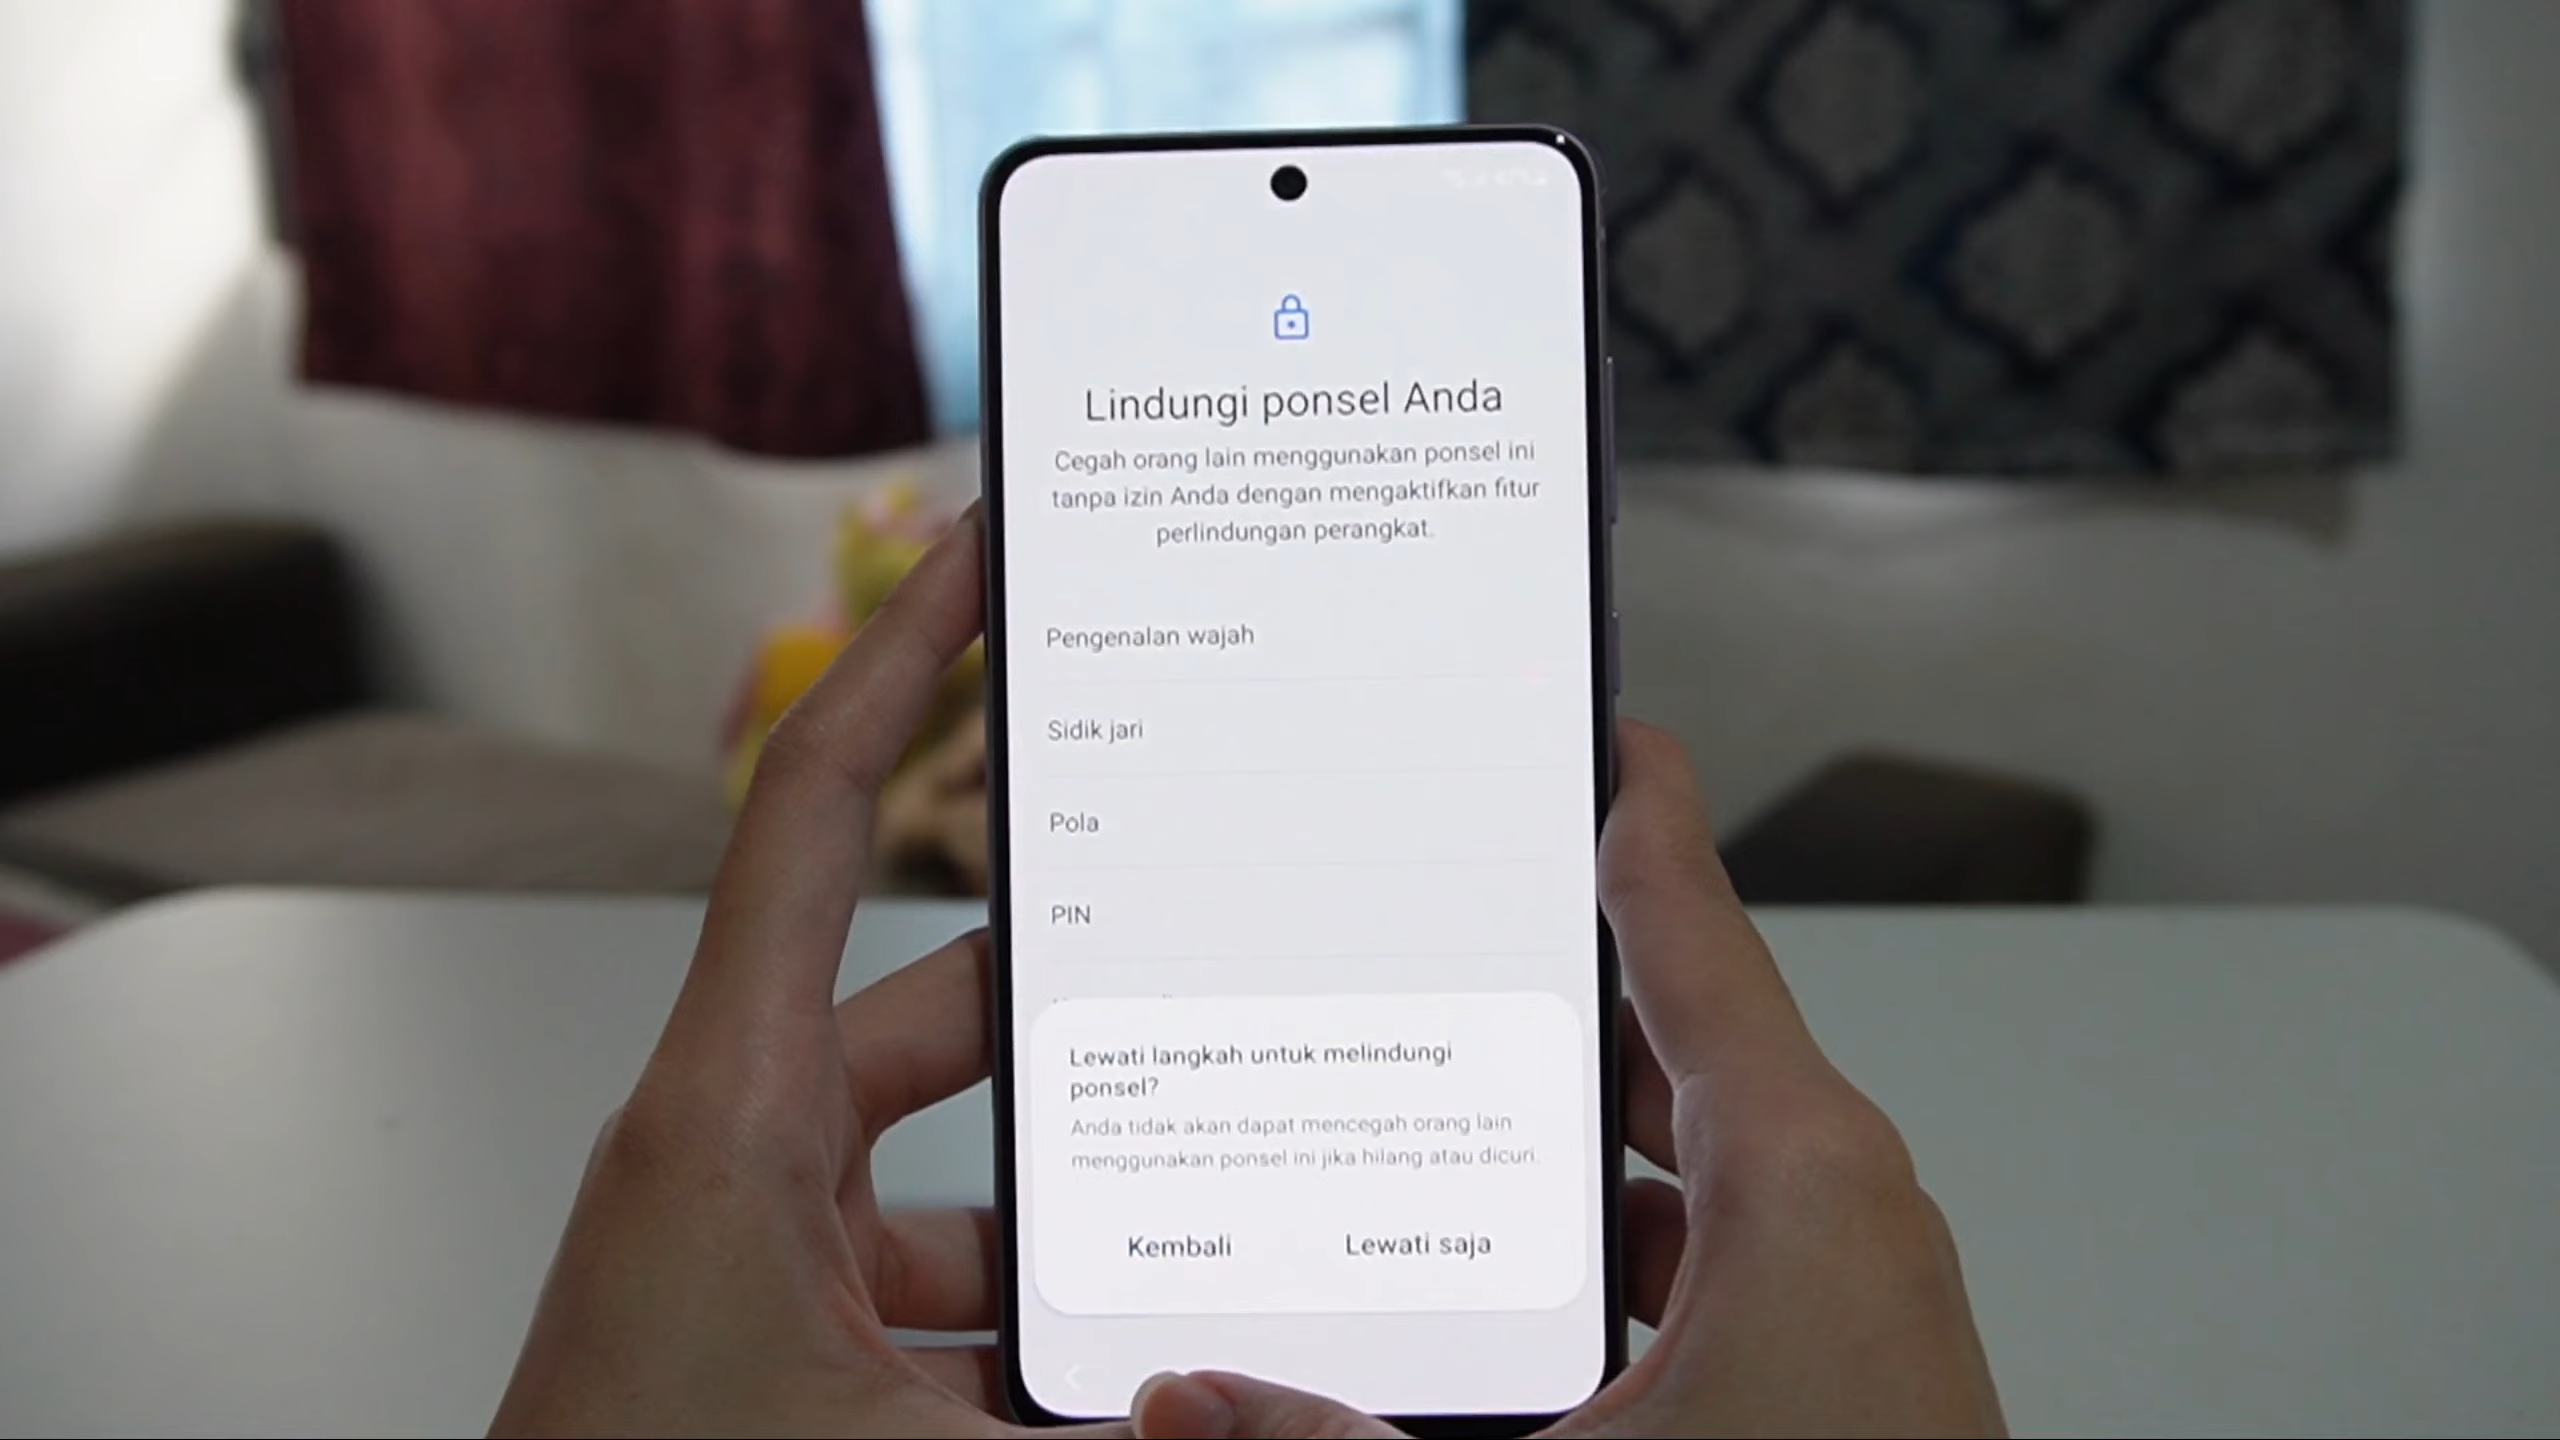 Lindungi ponsel Anda
Cegah orang lain menggunakan ponsel ini
tanpa izin Anda dengan mengaktifkan fitur
perlindungan perangkat.
Pengenalan wajah
Sidik jari
Pola
PIN
Lewati langkah untuk melindungi
ponsel?
Anda tidak akan dapat mencegah orang lain
menggunakan ponsel ini jika hilang atau dicuri.
Kembali
Lewati saja